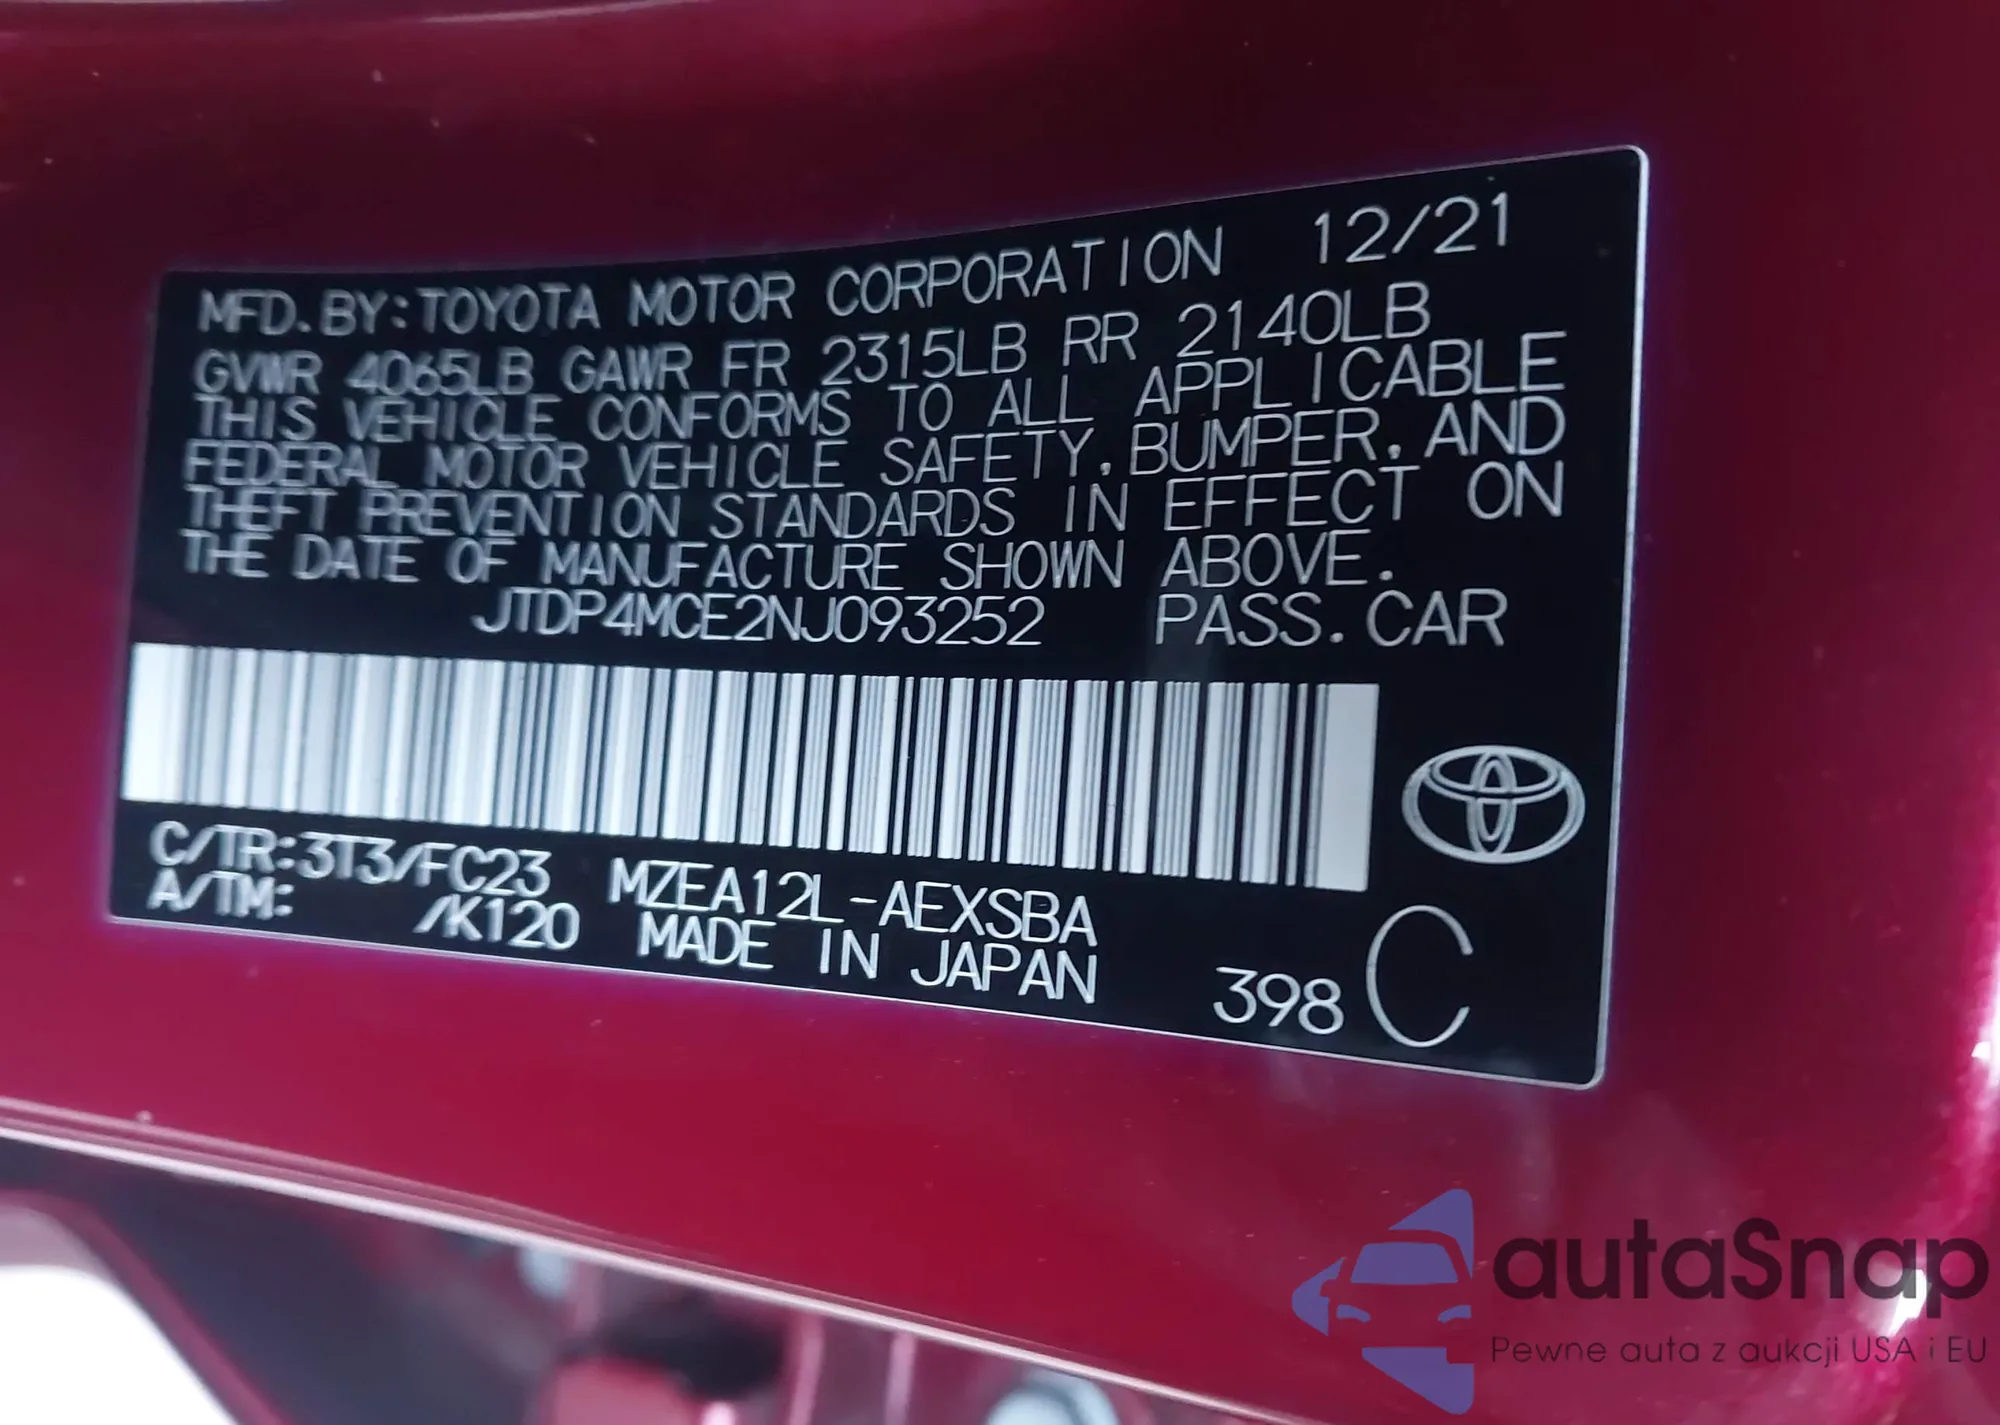 MFD.BY:TOYOTA MOTOR CORPORATION 12/21
GVWR 4065LB GAWR FR 2315LB RR 2140LB
THIS VEHICLE CONFORMS TO ALL APPLICABLE
FEDERAL MOTOR VEHICLE SAFETY,BUMPER,AND
THEFT PREVENTION STANDARDS IN EFFECT ON
THE DATE OF MANUFACTURE SHOWN ABOVE.
JTDP4MCE2NJ093252 PASS.CAR
C/TR:3T3/FC23 MZEA12L-AEXSBA
A/TM: /K120 MADE IN JAPAN
398 C
autaSnap
Pewne auta z aukcji USA i EU